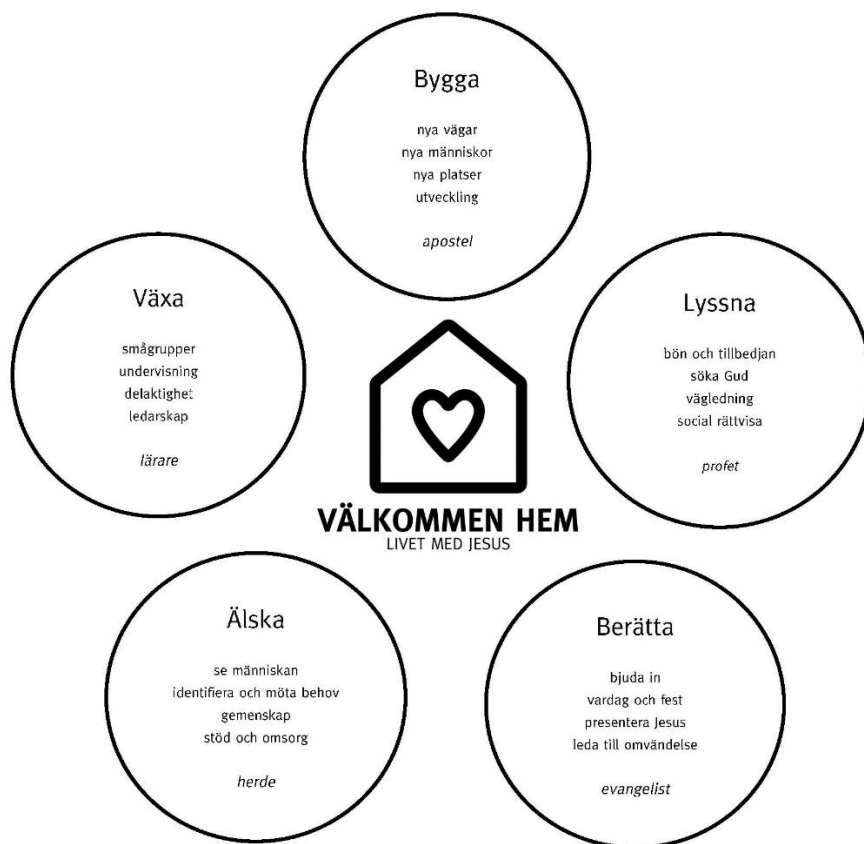 Bygga
nya vägar
nya människor
nya platser
utveckling
apostel
Växa
smågrupper
undervisning
delaktighet
ledarskap
lärare
Lyssna
bön och tillbedjan
söka Gud
vägledning
social rättvisa
profet
VÄLKOMMEN HEM
LIVET MED JESUS
Älska
se människan
identifiera och möta behov
gemenskap
stöd och omsorg
herde
Berätta
bjuda in
vardag och fest
presentera Jesus
leda till omvändelse
evangelist